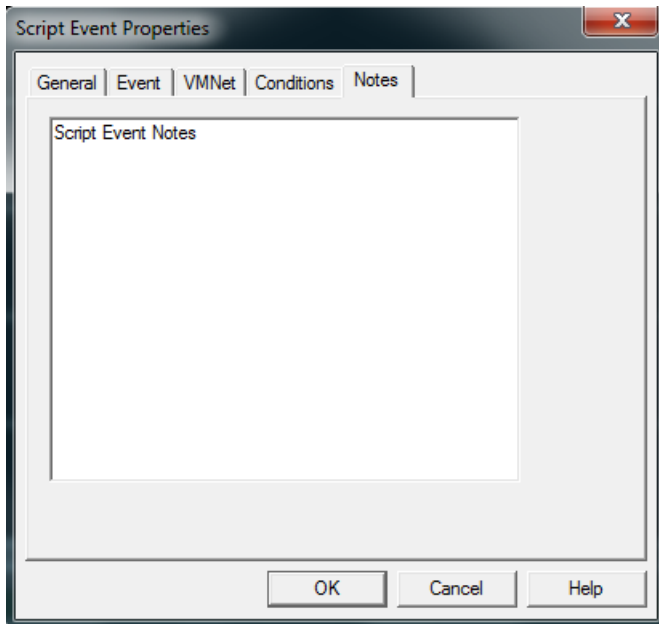 Script Event Properties
General Event VMNet Conditions Notes
Script Event Notes
OK Cancel Help